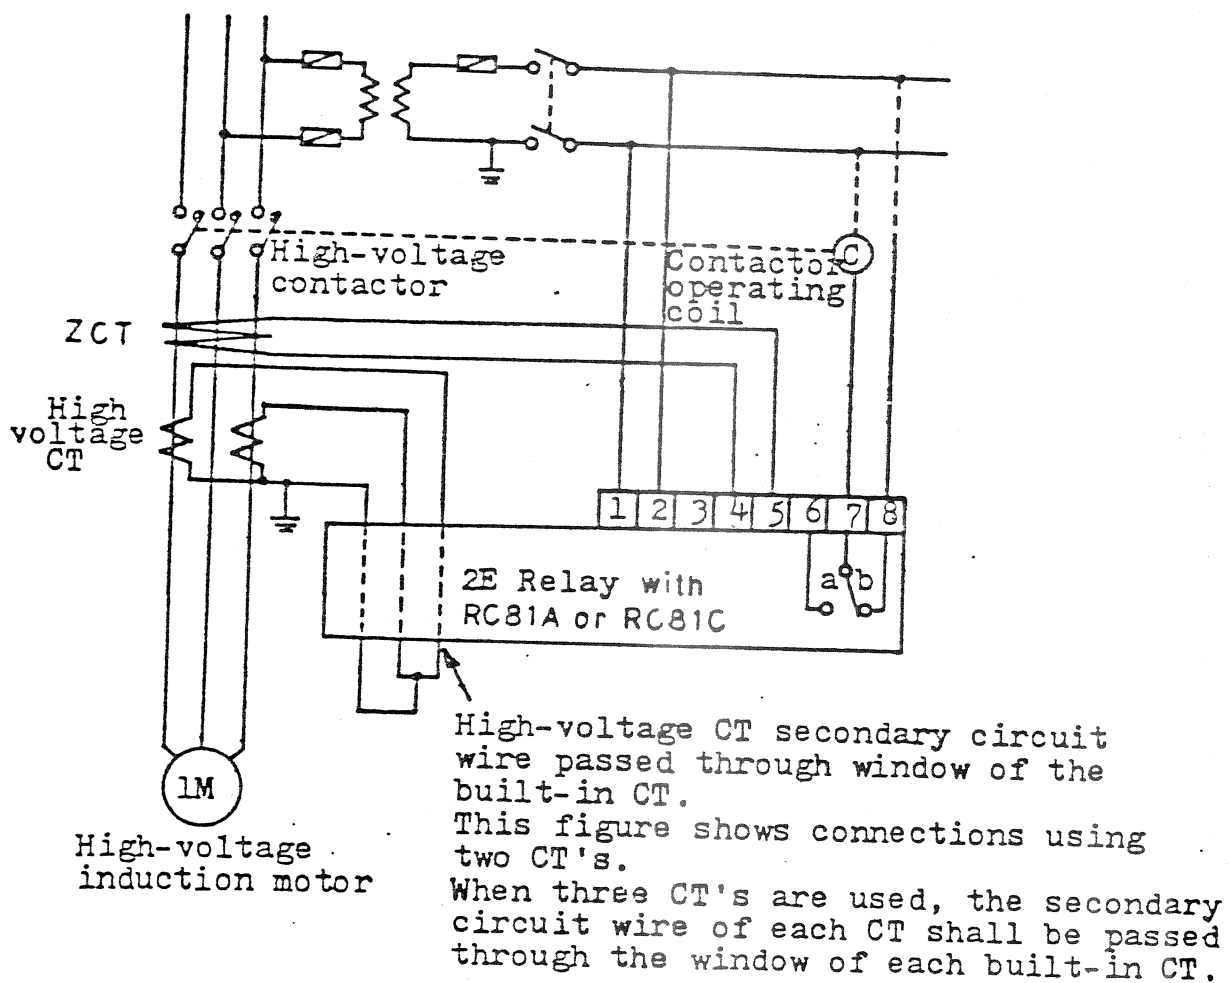 High-voltage
contactor
Contactor
operating
coil
C
ZCT
High
voltage
CT
1 2 3 4 5 6 7 8
a b
2E Relay with
RC81A or RC81C
High-voltage CT secondary circuit
wire passed through window of the
built-in CT.
This figure shows connections using
two CT's.
When three CT's are used, the secondary
circuit wire of each CT shall be passed
through the window of each built-in CT.
1M
High-voltage
induction motor